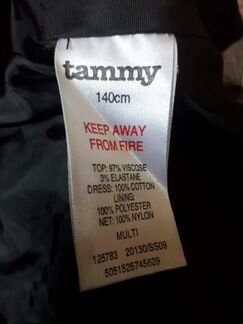 tammy
140cm
KEEP AWAY
FROM FIRE
TOP: 97% VISCOSE
3% ELASTANE
DRESS: 100% COTTON
LINING:
100% POLYESTER
NET: 100% NYLON
MULTI
125783 20130/SS09
5051525745629